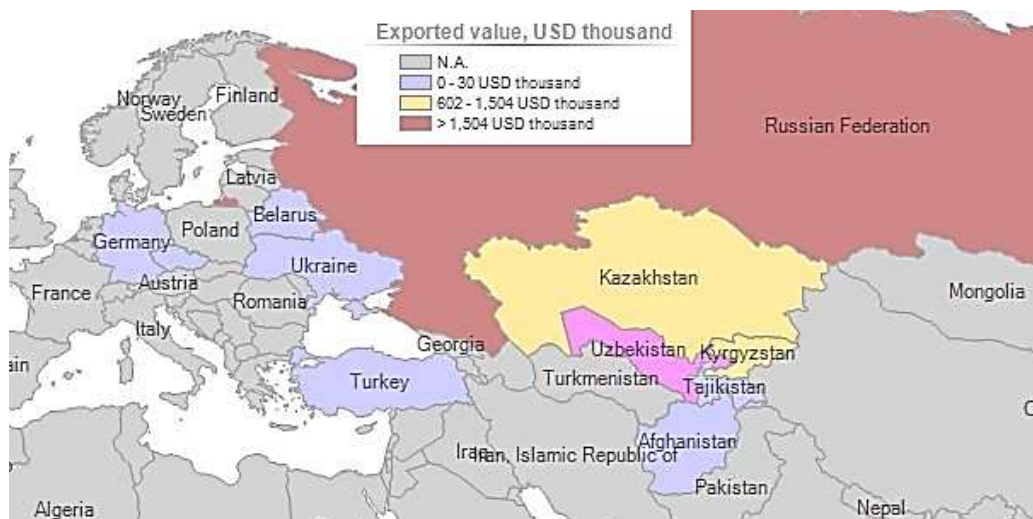 Exported value, USD thousand
N.A.
0 - 30 USD thousand
602 - 1,504 USD thousand
> 1,504 USD thousand
Norway
Finland
Sweden
Russian Federation
Latvia
Belarus
Poland
Germany
Ukraine
Austria
Kazakhstan
France
Romania
Mongolia
Italy
Georgia
Uzbekistan
Kyrgyzstan
ain
Turkey
Turkmenistan
Tajikistan
C
Afghanistan
Iraq
Iran, Islamic Republic of
Pakistan
Algeria
Nepal